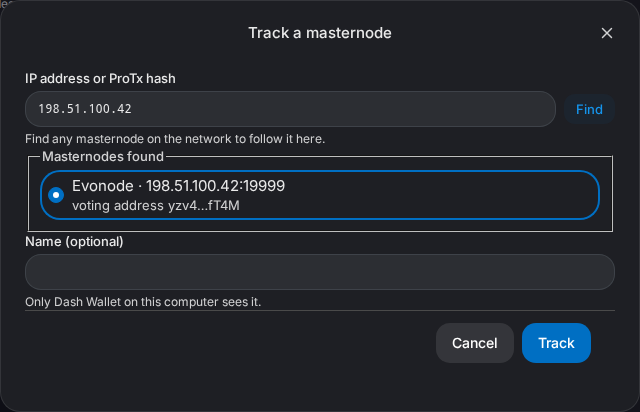 Track a masternode
IP address or ProTx hash
198.51.100.42
Find
Find any masternode on the network to follow it here.
Masternodes found
Evonode · 198.51.100.42:19999
voting address yzv4...fT4M
Name (optional)
Only Dash Wallet on this computer sees it.
Cancel
Track